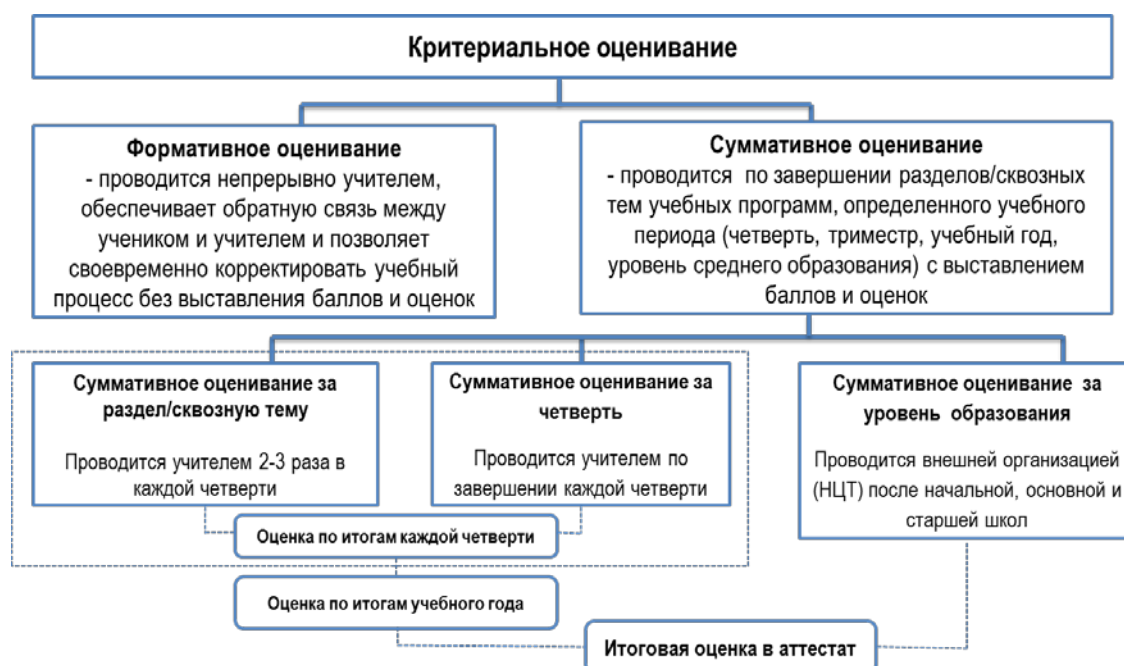 Критериальное оценивание
Формативное оценивание
- проводится непрерывно учителем,
обеспечивает обратную связь между
учеником и учителем и позволяет
своевременно корректировать учебный
процесс без выставления баллов и оценок
Суммативное оценивание
- проводится по завершении разделов/сквозных
тем учебных программ, определенного учебного
периода (четверть, триместр, учебный год,
уровень среднего образования) с выставлением
баллов и оценок
Суммативное оценивание за
раздел/сквозную тему
Проводится учителем 2-3 раза в
каждой четверти
Суммативное оценивание за
четверть
Проводится учителем по
завершении каждой четверти
Суммативное оценивание за
уровень образования
Проводится внешней организацией
(НЦТ) после начальной, основной и
старшей школ
Оценка по итогам каждой четверти
Оценка по итогам учебного года
Итоговая оценка в аттестат